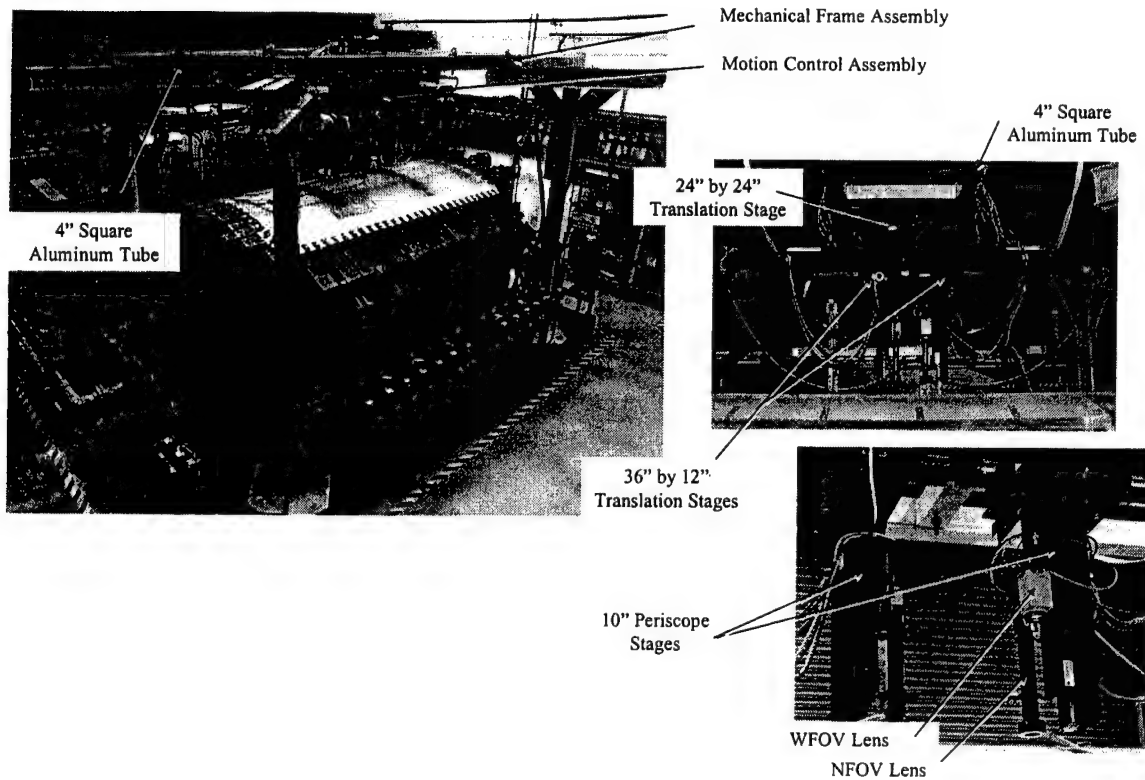 Mechanical Frame Assembly
Motion Control Assembly
4” Square
Aluminum Tube
24” by 24”
Translation Stage
4” Square
Aluminum Tube
36” by 12”
Translation Stages
10” Periscope
Stages
WFOV Lens
NFOV Lens